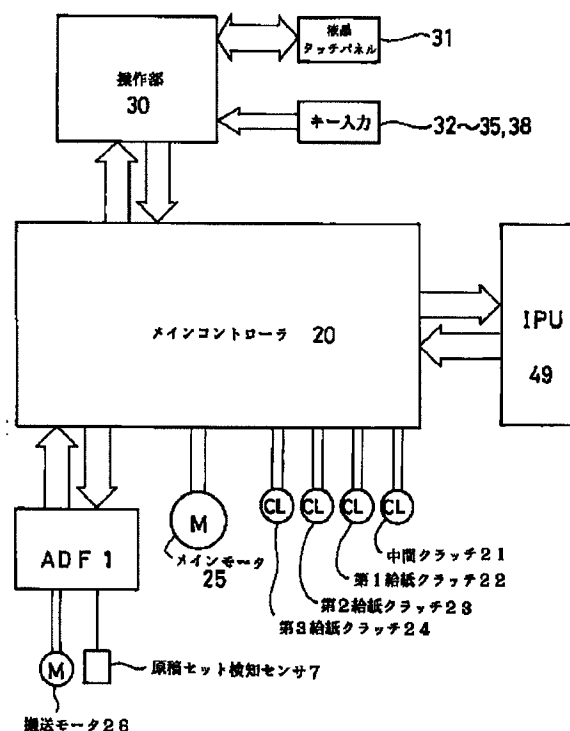 液晶
タッチパネル
31
操作部
30
キー入力
32〜35,38
メインコントローラ 20
IPU
49
ADF1
M
メインモータ
25
CL
CL
CL
CL
中間クラッチ21
第1給紙クラッチ22
第2給紙クラッチ23
第3給紙クラッチ24
M
原稿セット検知センサ7
搬送モータ26